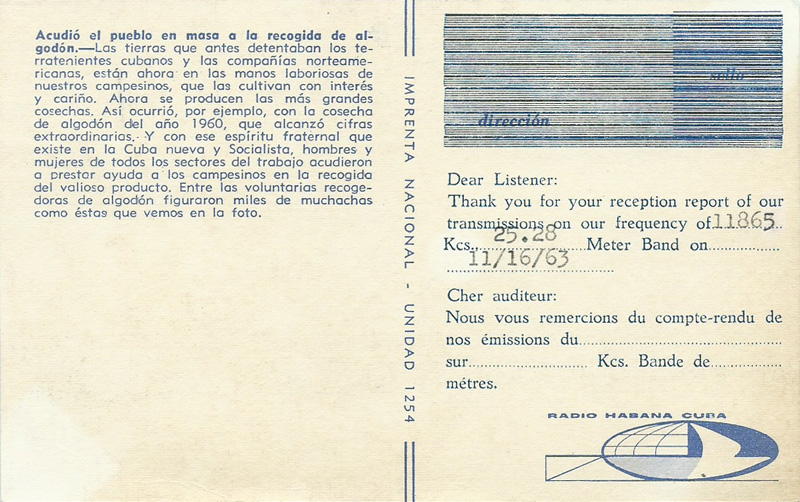 Acudió el pueblo en masa a la recogida de al-
godón.—Las tierras que antes detentaban los te-
rratenientes cubanos y las compañías norteame-
ricanas, están ahora en las manos laboriosas de
nuestros campesinos, que las cultivan con interés
y cariño. Ahora se producen las más grandes
cosechas. Así ocurrió, por ejemplo, con la cosecha
de algodón del año 1960, que alcanzó cifras
extraordinarias.- Y con ese espíritu fraternal que
existe en la Cuba nueva y Socialista, hombres y
mujeres de todos los sectores del trabajo acudieron
a prestar ayuda a los campesinos en la recogida
del valioso producto. Entre las voluntarias recoge-
doras de algodón figuraron miles de muchachas
como éstas que vemos en la foto.
IMPRENTA NACIONAL - UNIDAD 1254
sello
dirección
Dear Listener:
Thank you for your reception report of our
transmissions on our frequency of 11865
Kcs. 25.28 Meter Band on
11/16/63
Cher auditeur:
Nous vous remercions du compte-rendu de
nos émissions du
sur Kcs. Bande de
métres.
RADIO HABANA CUBA